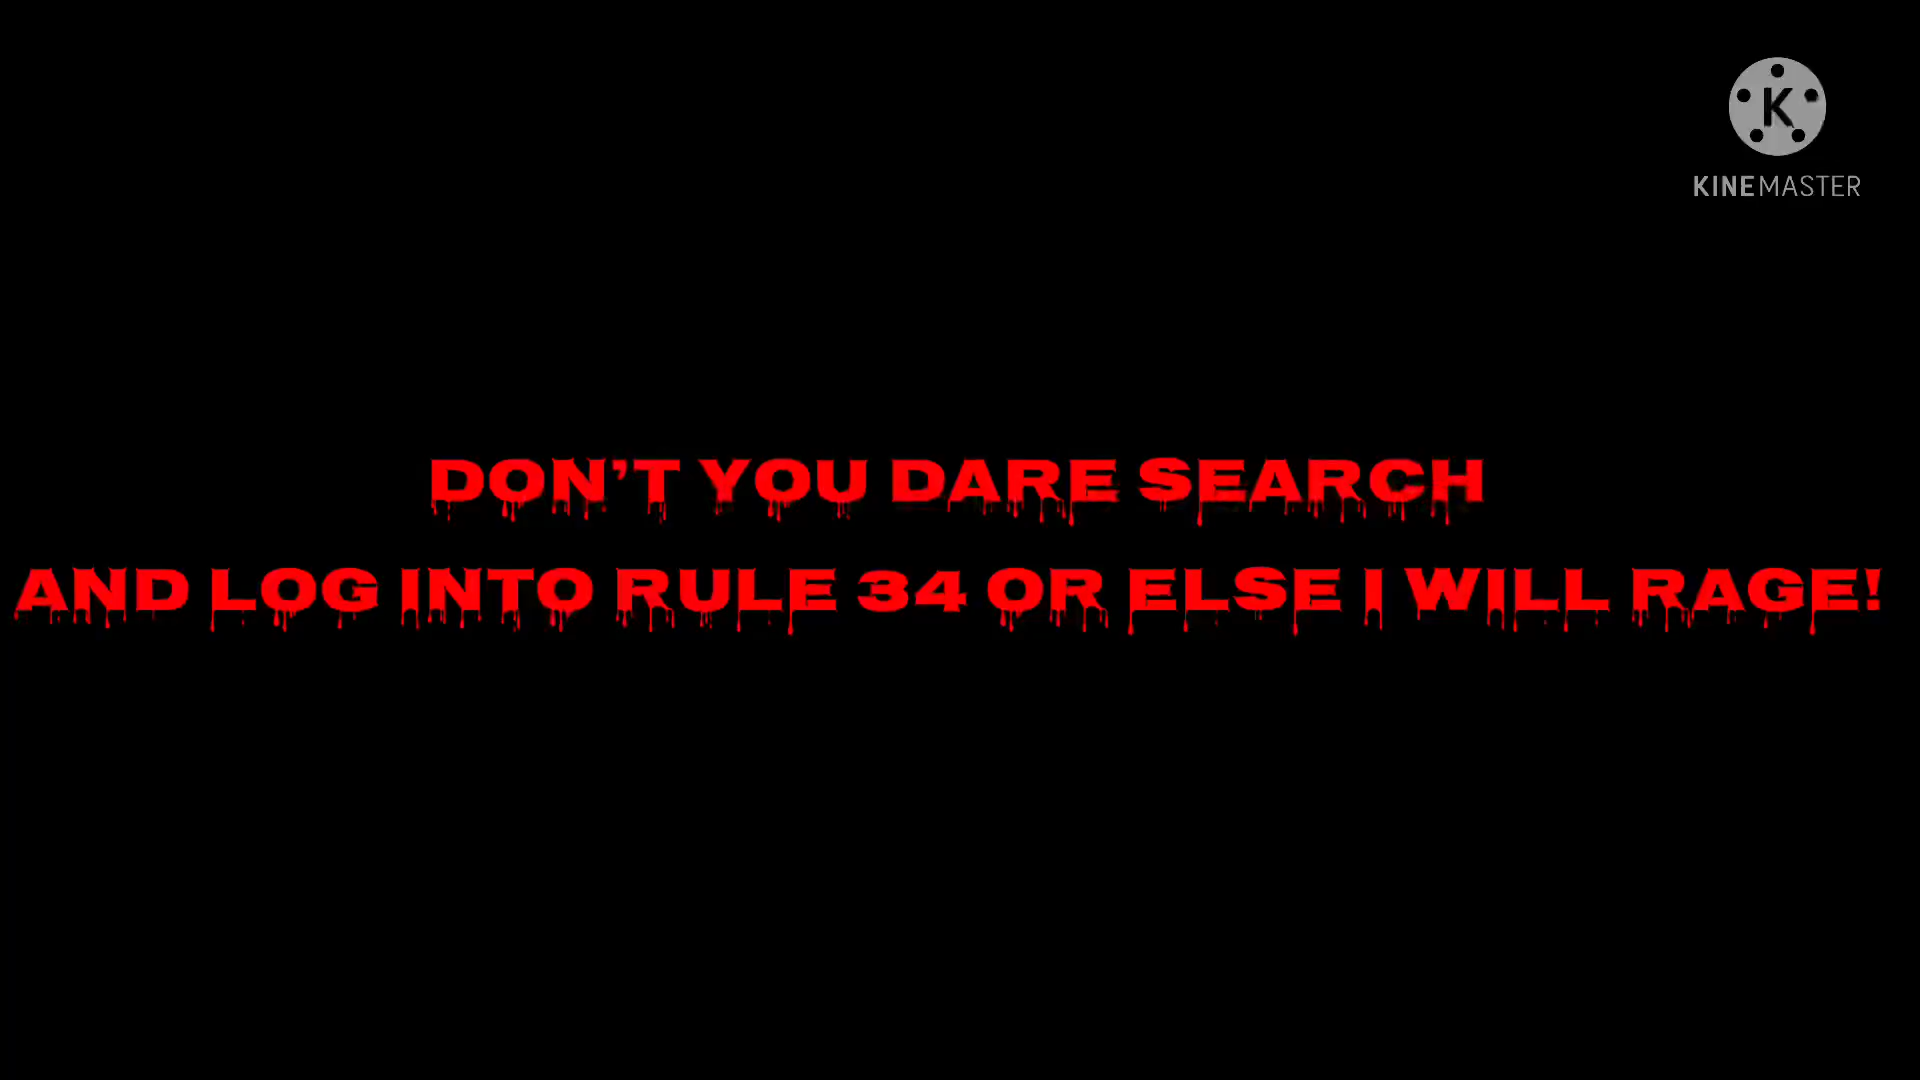 K
KINEMASTER
DON'T YOU DARE SEARCH
AND LOG INTO RULE 34 OR ELSE I WILL RAGE!